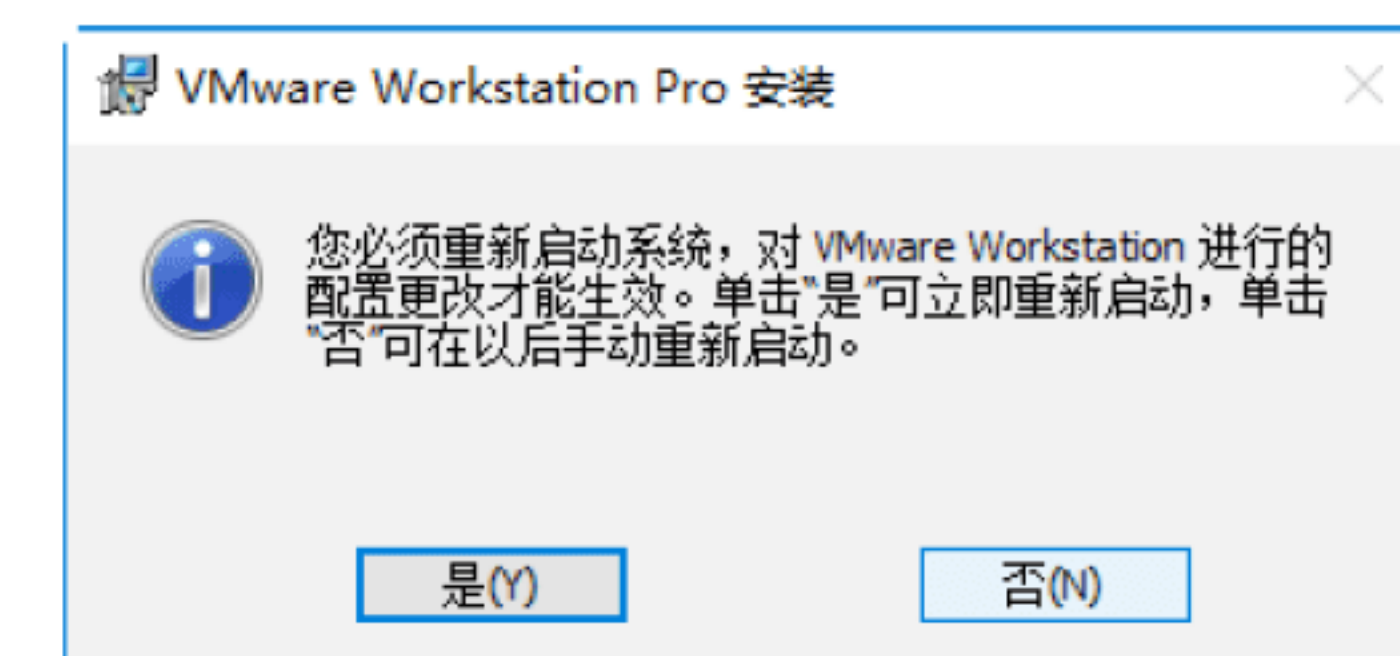 VMware Workstation Pro 安装
您必须重新启动系统，对 VMware Workstation 进行的
配置更改才能生效。单击"是"可立即重新启动，单击
"否"可在以后手动重新启动。
是(Y)
否(N)